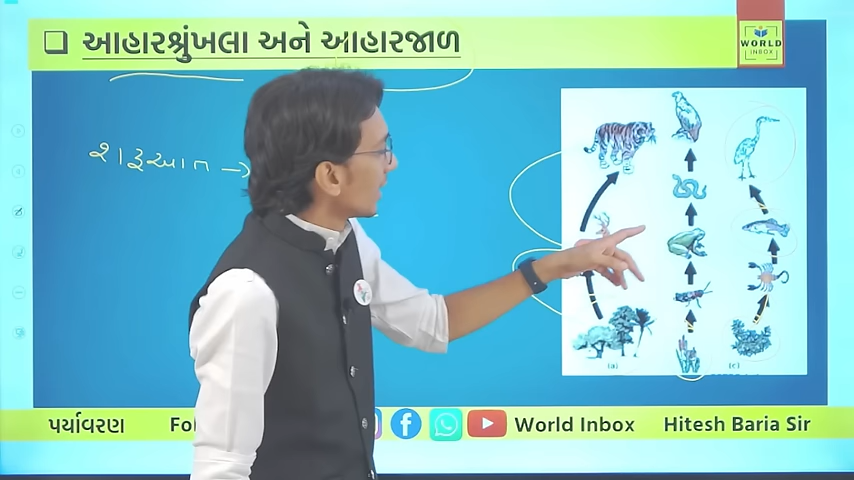 ❑ આહારશ્રુંખલા અને આહારજાળ
WORLD
INBOX
શરૂઆત →
(a)
(c)
પર્યાવરણ
World Inbox
Hitesh Baria Sir